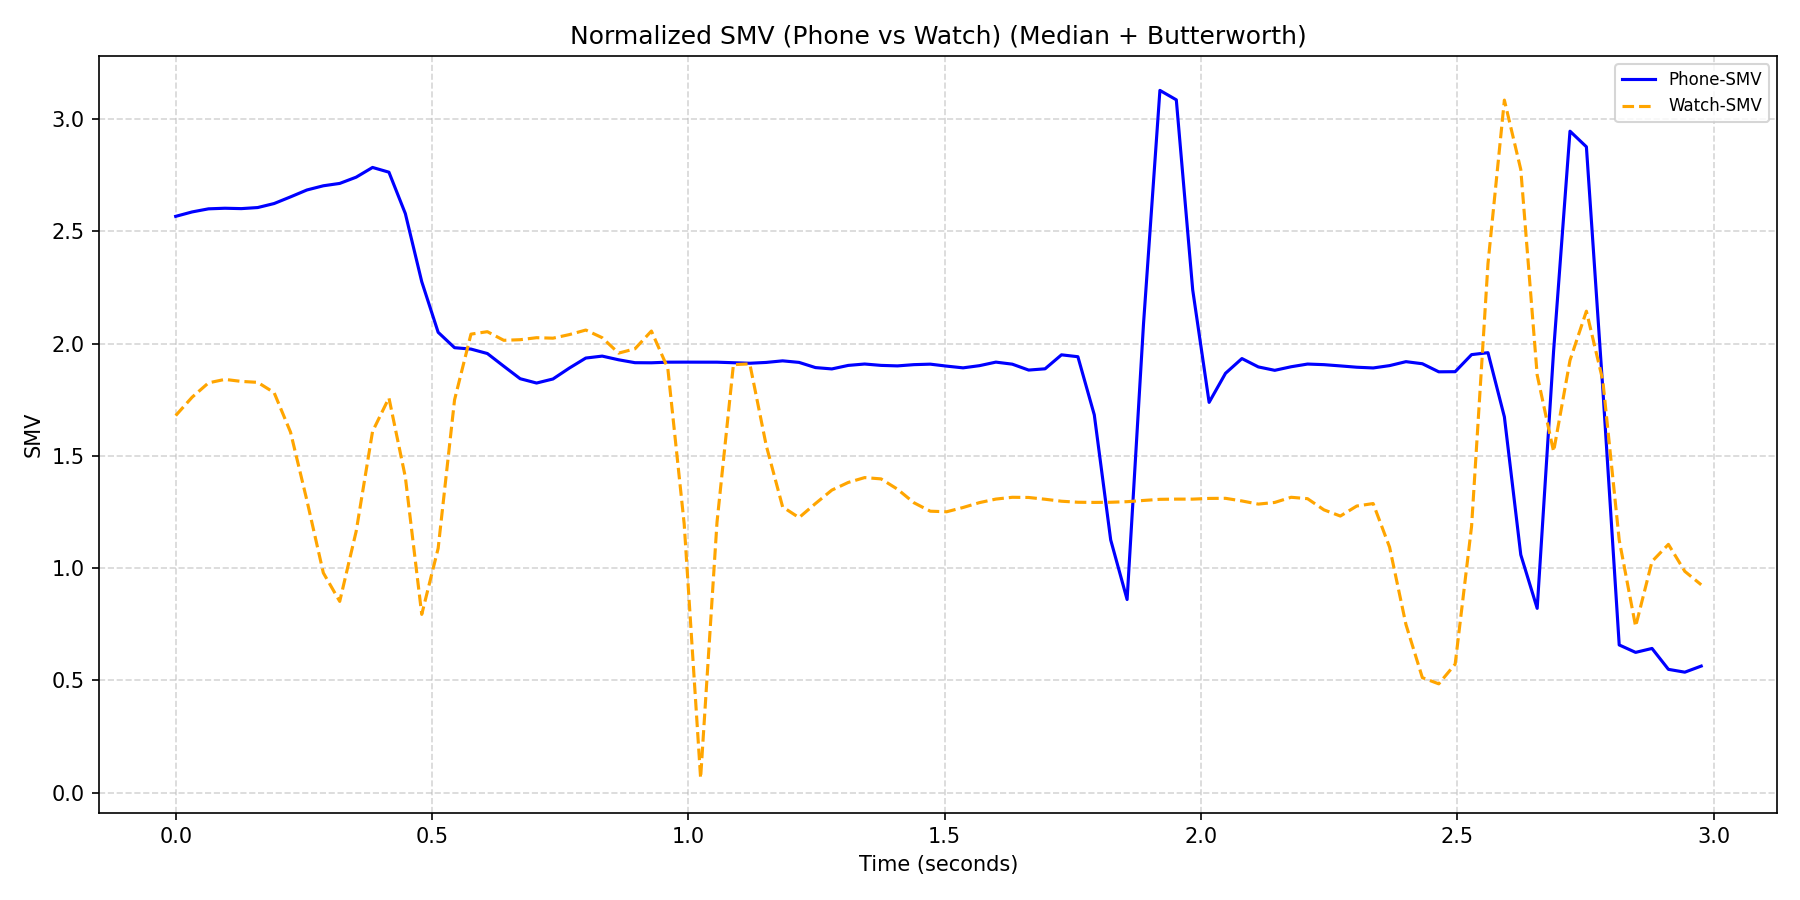 Normalized SMV (Phone vs Watch) (Median + Butterworth)
Phone-SMV
Watch-SMV
SMV
3.0
2.5
2.0
1.5
1.0
0.5
0.0
0.0 0.5 1.0 1.5 2.0 2.5 3.0
Time (seconds)